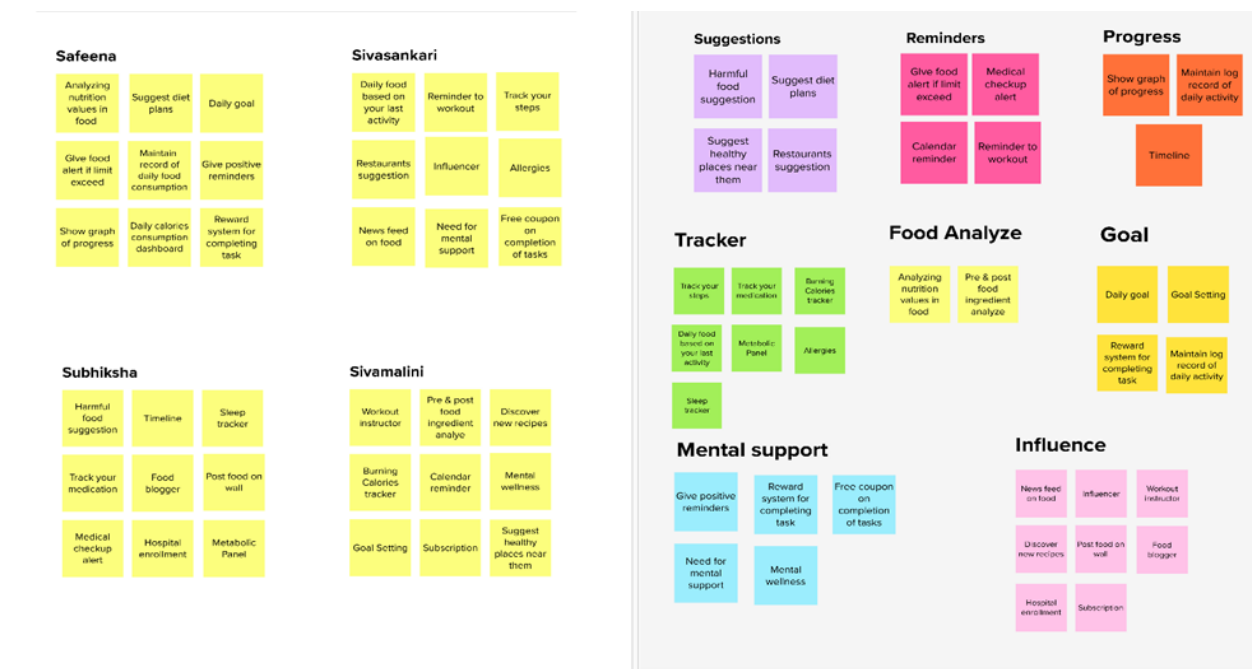 Safeena
Analyzing
nutrition
values in
food
Suggest diet
plans
Daily goal
GIve food
alert if limit
exceed
Maintain
record of
daily food
consumption
Give positive
reminders
Show graph
of progress
Daily calories
consumption
dashboard
Reward
system for
completing
task
Sivasankari
Daily food
based on
your last
activity
Reminder to
workout
Track your
steps
Restaurants
suggestion
Influencer
Allergies
News feed
on food
Need for
mental
support
Free coupon
on
completion
of tasks
Subhiksha
Harmful
food
suggestion
Timeline
Sleep
tracker
Track your
medication
Food
blogger
Post food on
wall
Medical
checkup
alert
Hospital
enrollment
Metabolic
Panel
Sivamalini
Workout
instructor
Pre & post
food
ingredient
analye
Discover
new recipes
Burning
Calories
tracker
Calendar
reminder
Mental
wellness
Goal Setting
Subscription
Suggest
healthy
places near
them
Suggestions
Harmful
food
suggestion
Suggest diet
plans
Suggest
healthy
places near
them
Restaurants
suggestion
Reminders
GIve food
alert if limit
exceed
Medical
checkup
alert
Calendar
reminder
Reminder to
workout
Progress
Show graph
of progress
Maintain log
record of
daily activity
Timeline
Tracker
Track your
steps
Track your
medication
Burning
Calories
tracker
Daily food
based on
your last
activity
Metabolic
Panel
Allergies
Sleep
tracker
Food Analyze
Analyzing
nutrition
values in
food
Pre & post
food
ingredient
analyze
Goal
Daily goal
Goal Setting
Reward
system for
completing
task
Maintain log
record of
daily activity
Mental support
Give positive
reminders
Reward
system for
completing
task
Free coupon
on
completion
of tasks
Need for
mental
support
Mental
wellness
Influence
News feed
on food
Influencer
Workout
instructor
Discover
new recipes
Post food on
wall
Food
blogger
Hospital
enrollment
Subscription